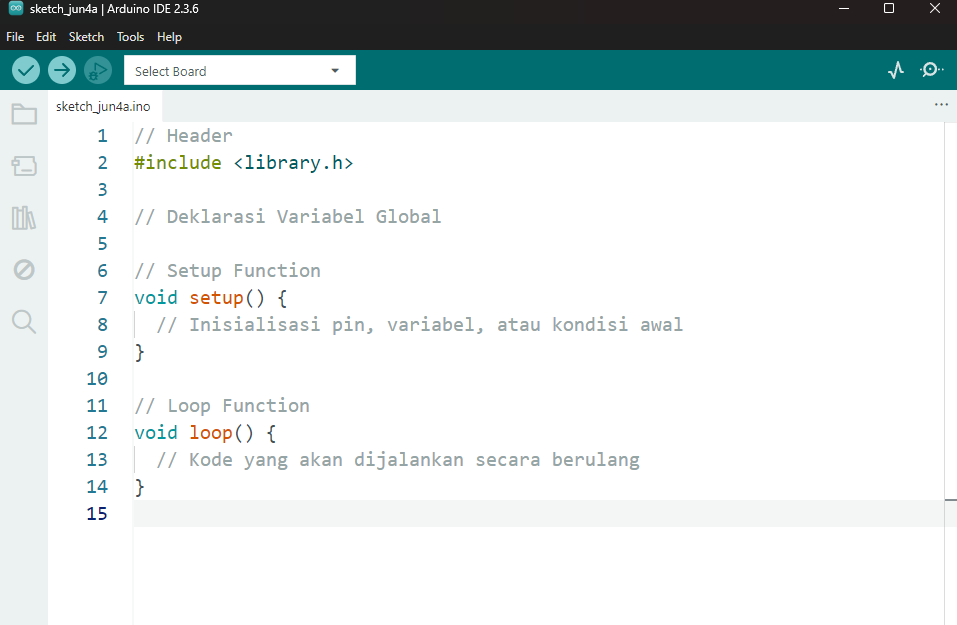 sketch_jun4a | Arduino IDE 2.3.6
File Edit Sketch Tools Help
Select Board
sketch_jun4a.ino
1 // Header
2 #include <library.h>
3
4 // Deklarasi Variabel Global
5
6 // Setup Function
7 void setup() {
8 // Inisialisasi pin, variabel, atau kondisi awal
9 }
10
11 // Loop Function
12 void loop() {
13 // Kode yang akan dijalankan secara berulang
14 }
15